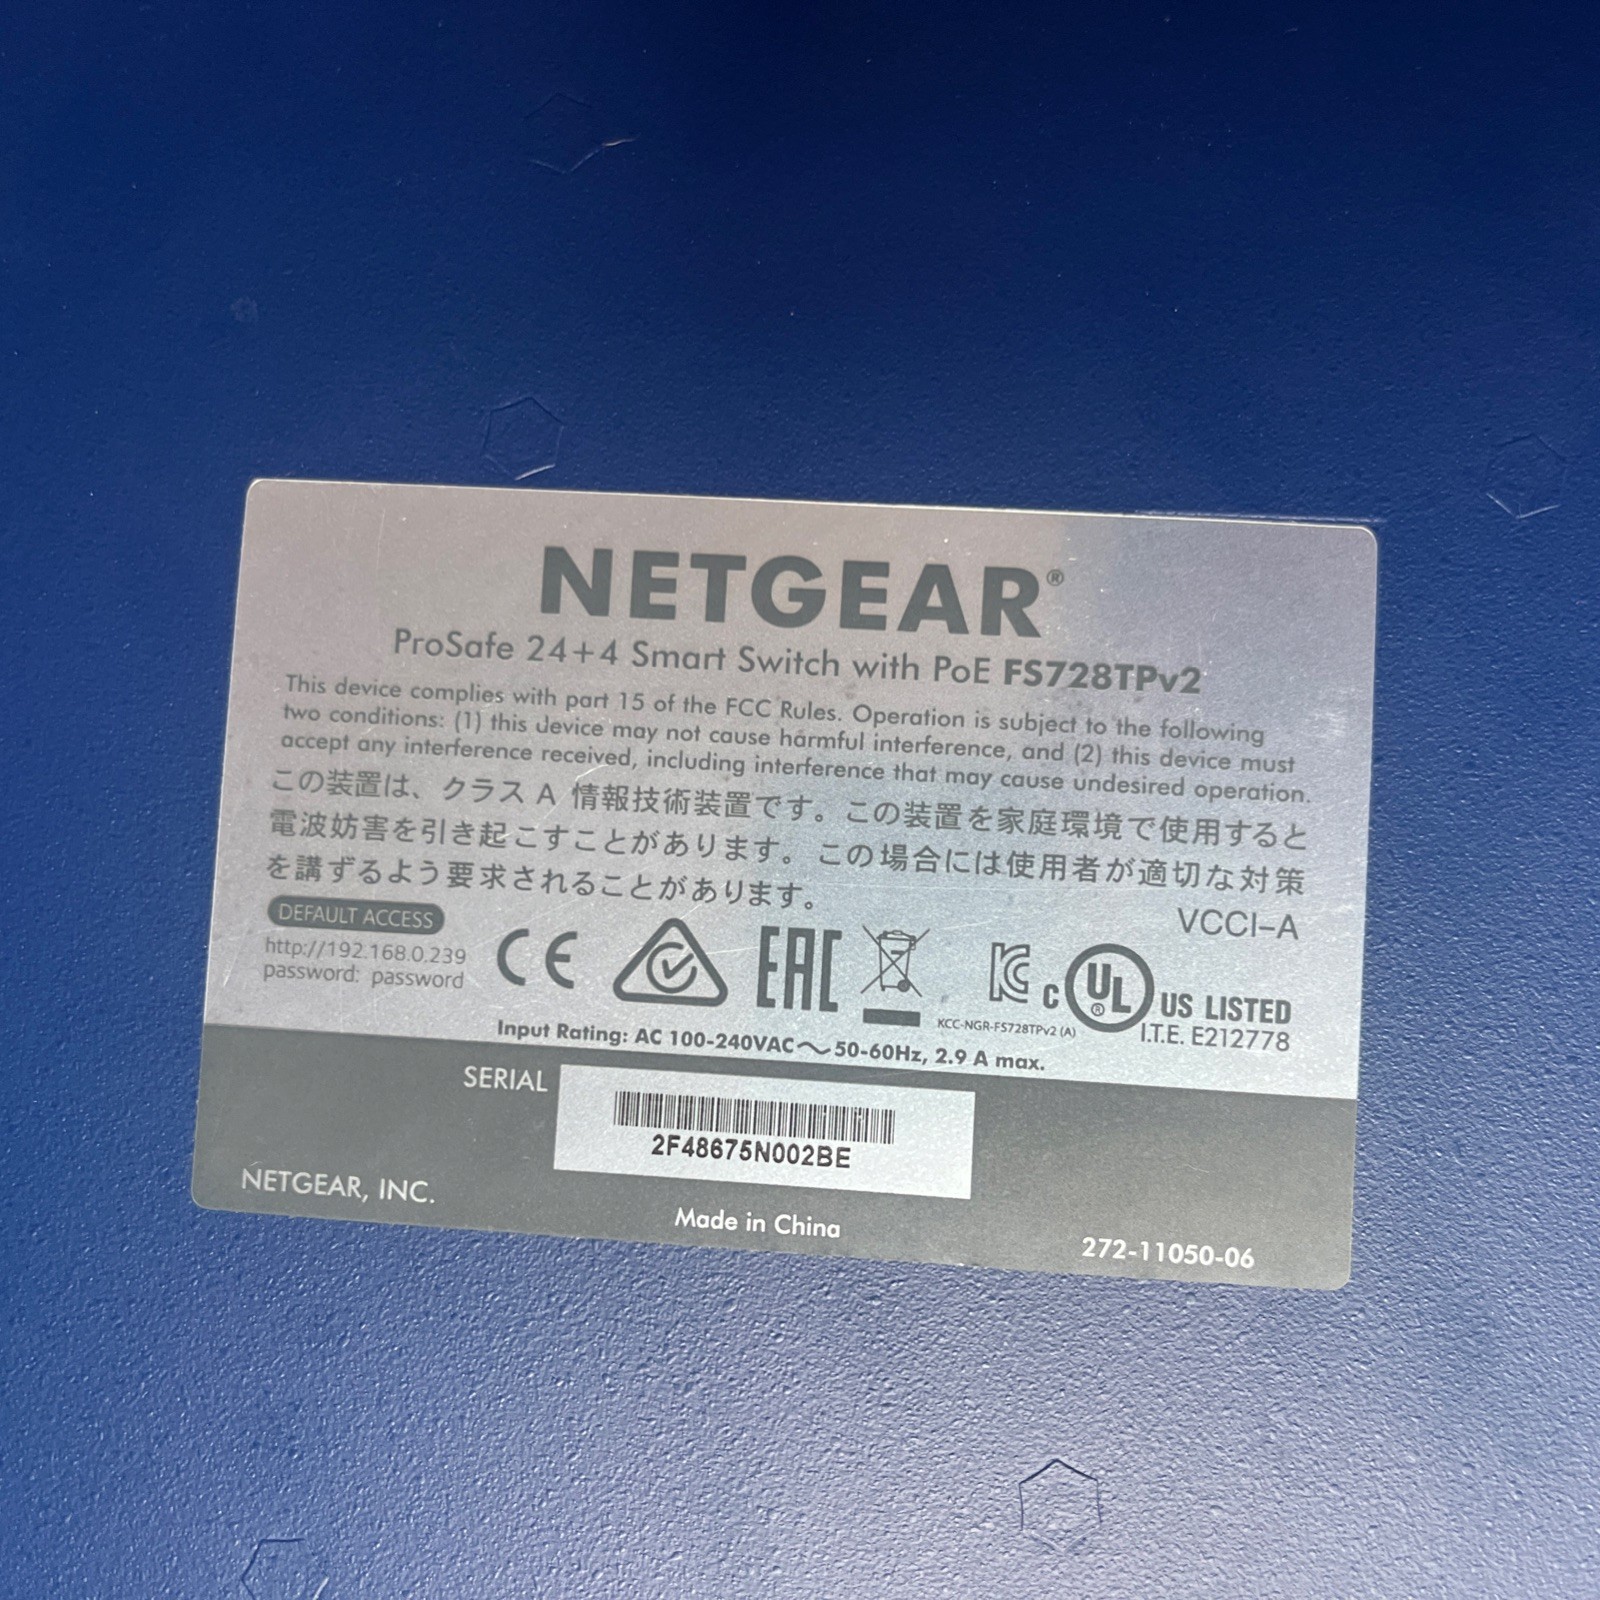 NETGEAR®
ProSafe 24+4 Smart Switch with PoE FS728TPv2
This device complies with part 15 of the FCC Rules. Operation is subject to the following
two conditions: (1) this device may not cause harmful interference, and (2) this device must
accept any interference received, including interference that may cause undesired operation.
この装置は、クラス A 情報技術装置です。この装置を家庭環境で使用すると
電波妨害を引き起こすことがあります。この場合には使用者が適切な対策
を講ずるよう要求されることがあります。
VCCI-A
DEFAULT ACCESS
http://192.168.0.239
password: password
CE
EAC
KC
KCC-NGR-FS728TPv2 (A)
C UL® US LISTED
I.T.E. E212778
Input Rating: AC 100-240VAC～50-60Hz, 2.9 A max.
SERIAL
2F48675N002BE
NETGEAR, INC.
Made in China
272-11050-06